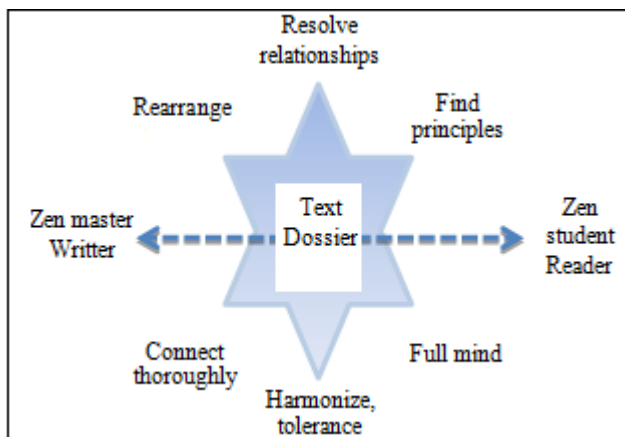 Resolve
relationships
Rearrange
Find
principles
Zen master
Writter
Text
Dossier
Zen
student
Reader
Connect
thoroughly
Full mind
Harmonize,
tolerance